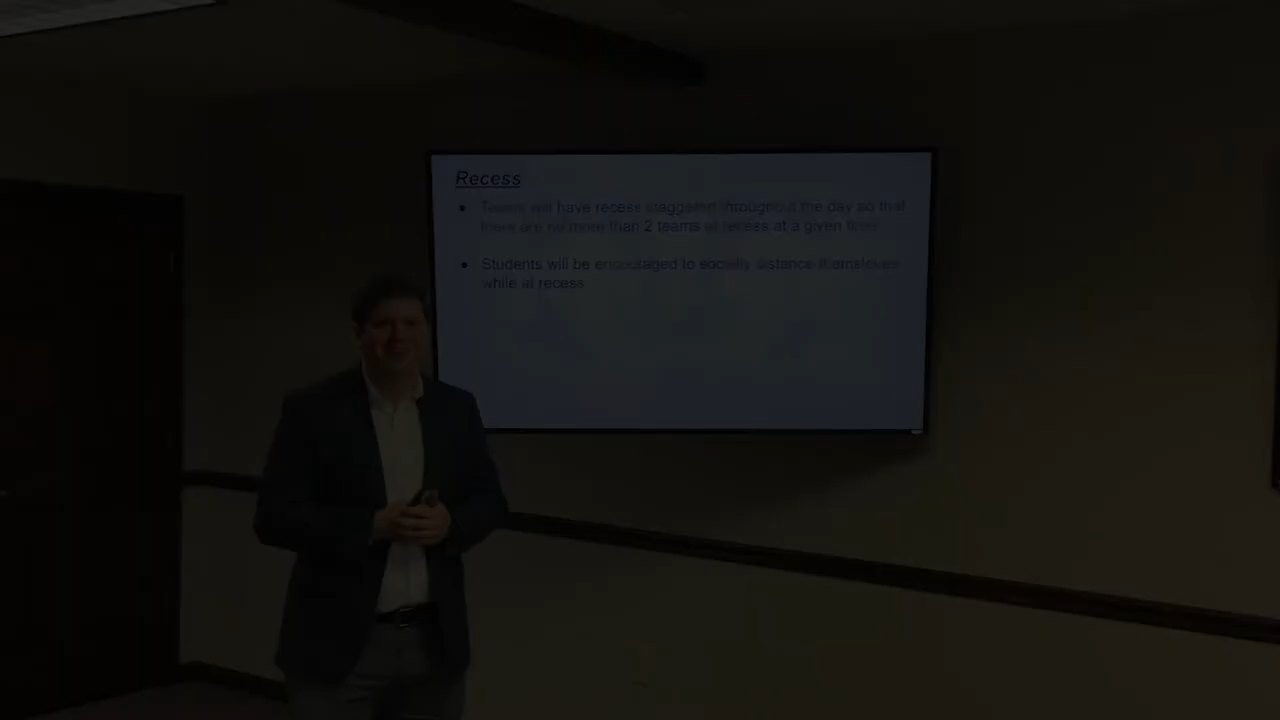 Recess
● Teams will have recess staggered throughout the day so that
there are no more than 2 teams at recess at a given time
● Students will be encouraged to socially distance themselves
while at recess